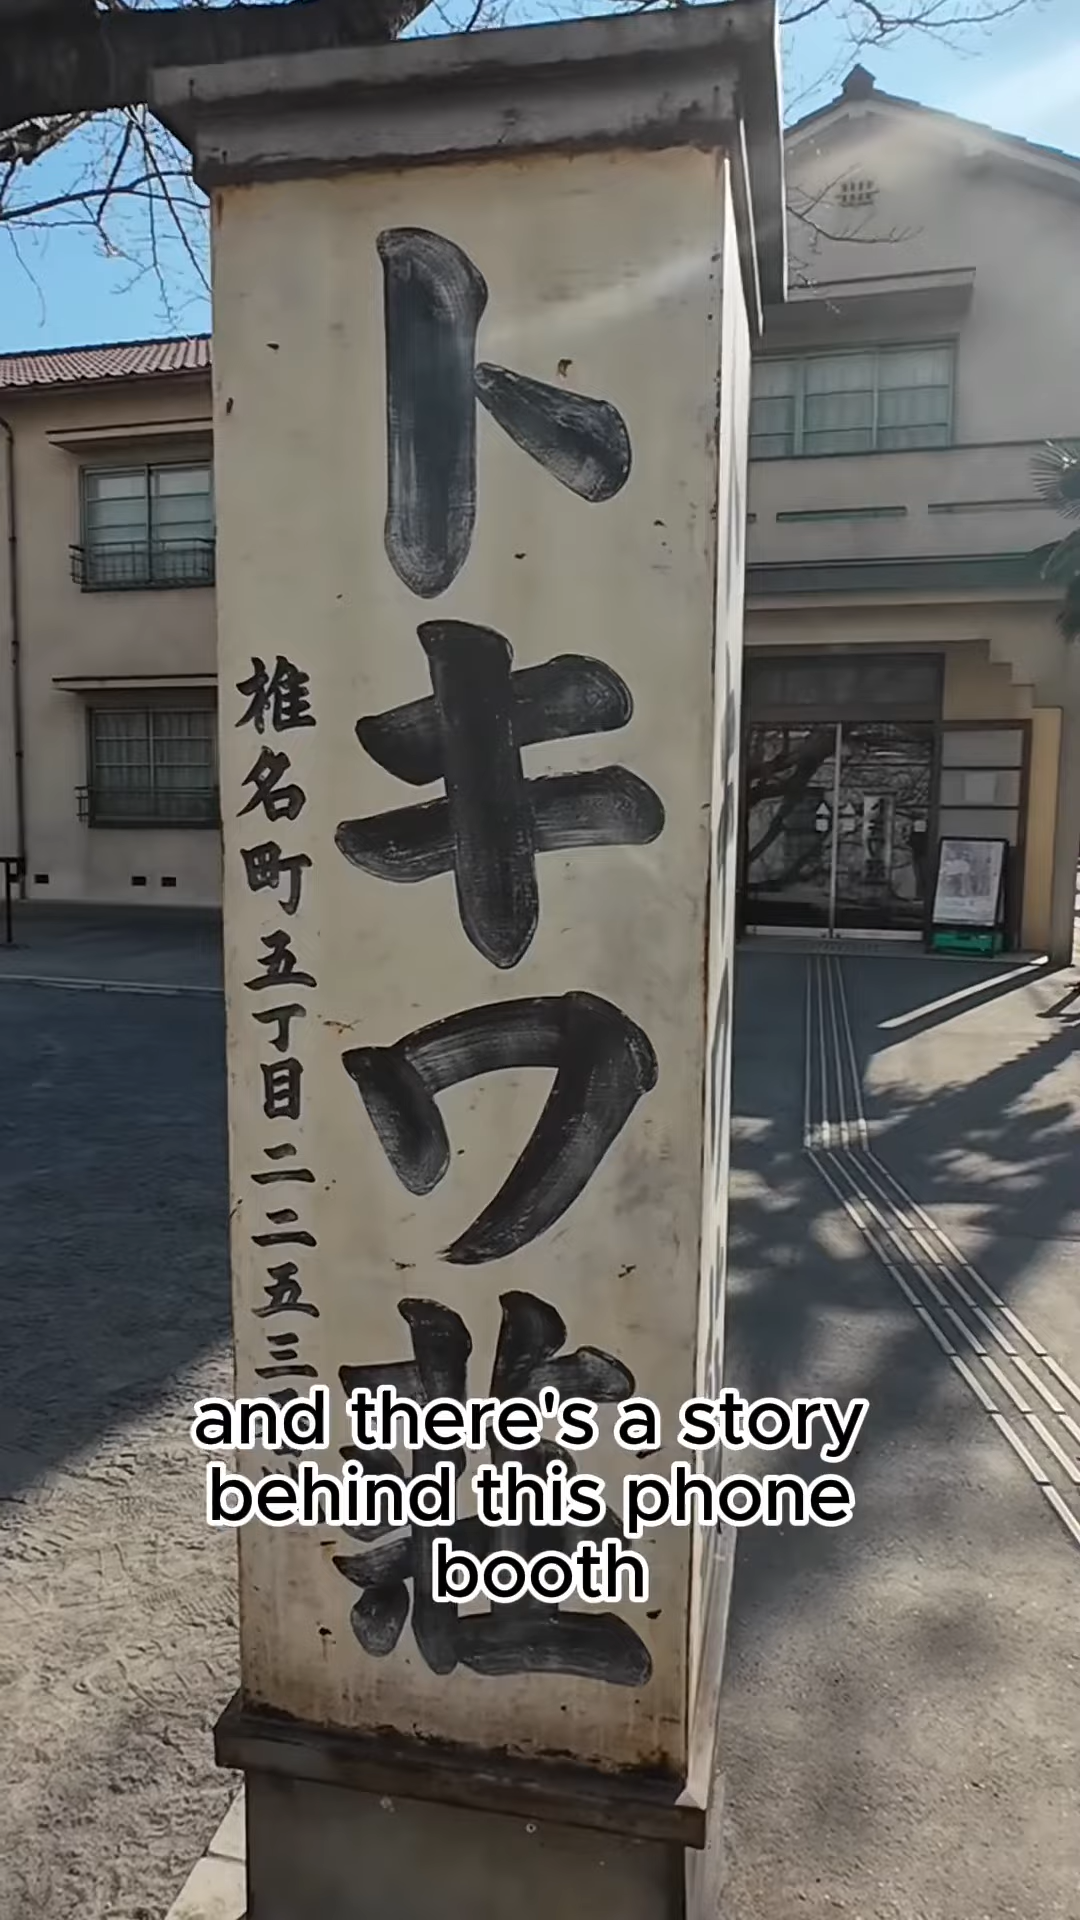 トキワ荘
椎名町五丁目二二五三
and there's a story
behind this phone
booth